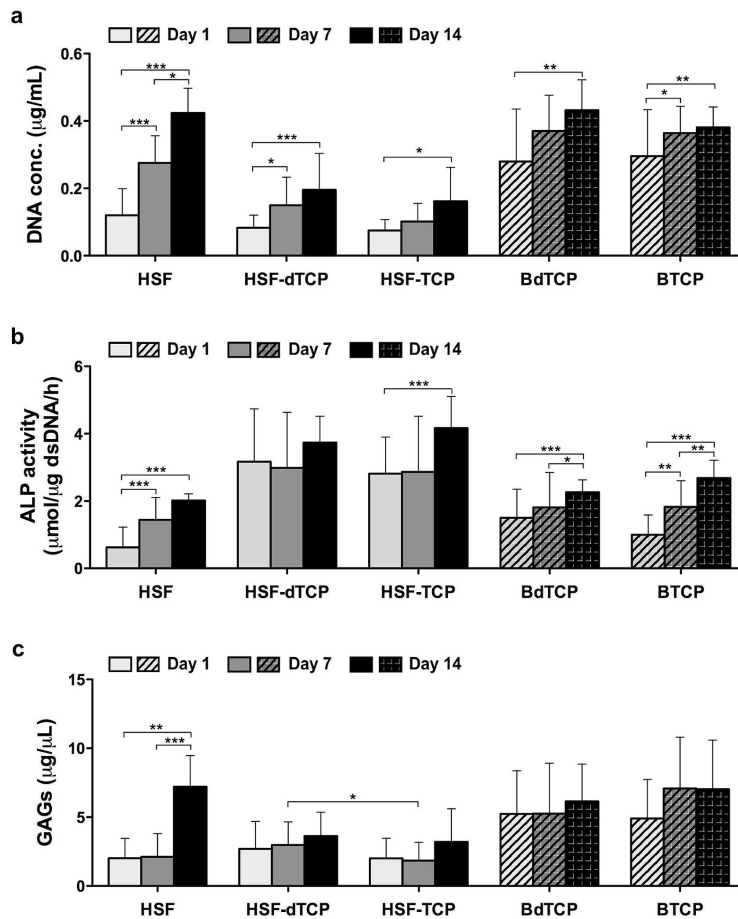 a
Day 1 Day 7 Day 14
DNA conc. (μg/mL)
0.6
0.4
0.2
0.0
***
*
***
***
*
*
**
**
*
HSF HSF-dTCP HSF-TCP BdTCP BTCP
b
Day 1 Day 7 Day 14
ALP activity
(μmol/μg dsDNA/h)
6
4
2
0
***
***
***
***
*
***
**
**
HSF HSF-dTCP HSF-TCP BdTCP BTCP
c
Day 1 Day 7 Day 14
GAGs (μg/μL)
15
10
5
0
**
***
*
HSF HSF-dTCP HSF-TCP BdTCP BTCP